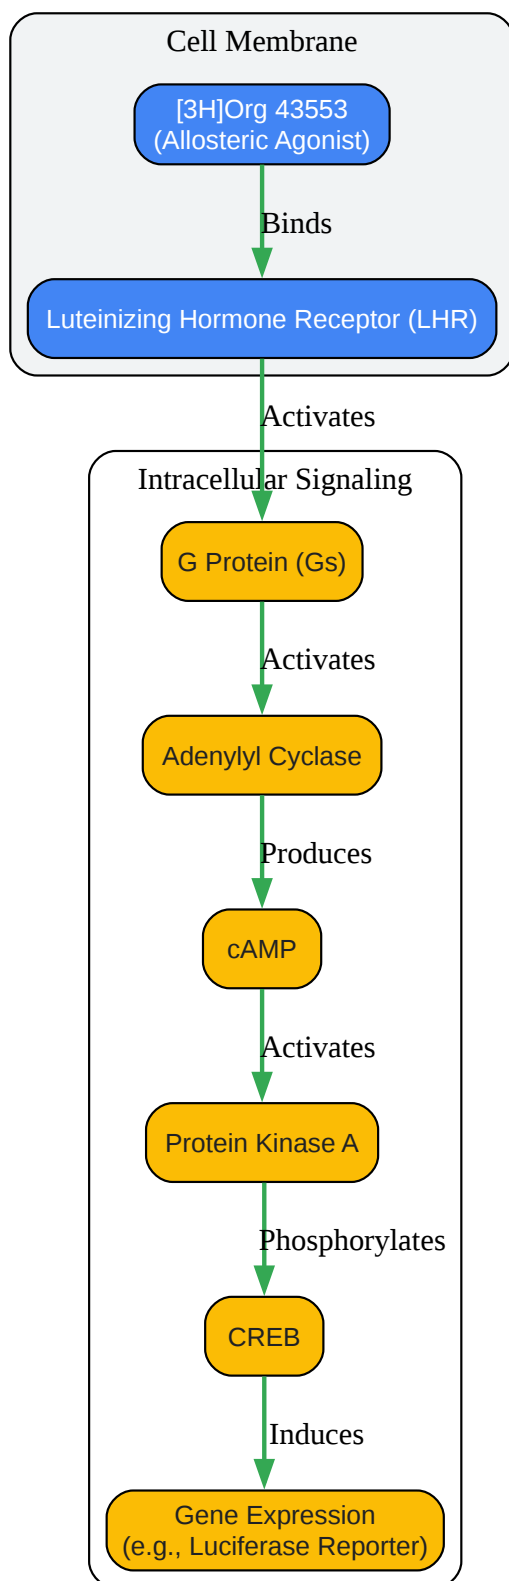 Cell Membrane
[3H]Org 43553
(Allosteric Agonist)
Binds
Luteinizing Hormone Receptor (LHR)
Activates
Intracellular Signaling
G Protein (Gs)
Activates
Adenylyl Cyclase
Produces
cAMP
Activates
Protein Kinase A
Phosphorylates
CREB
Induces
Gene Expression
(e.g., Luciferase Reporter)